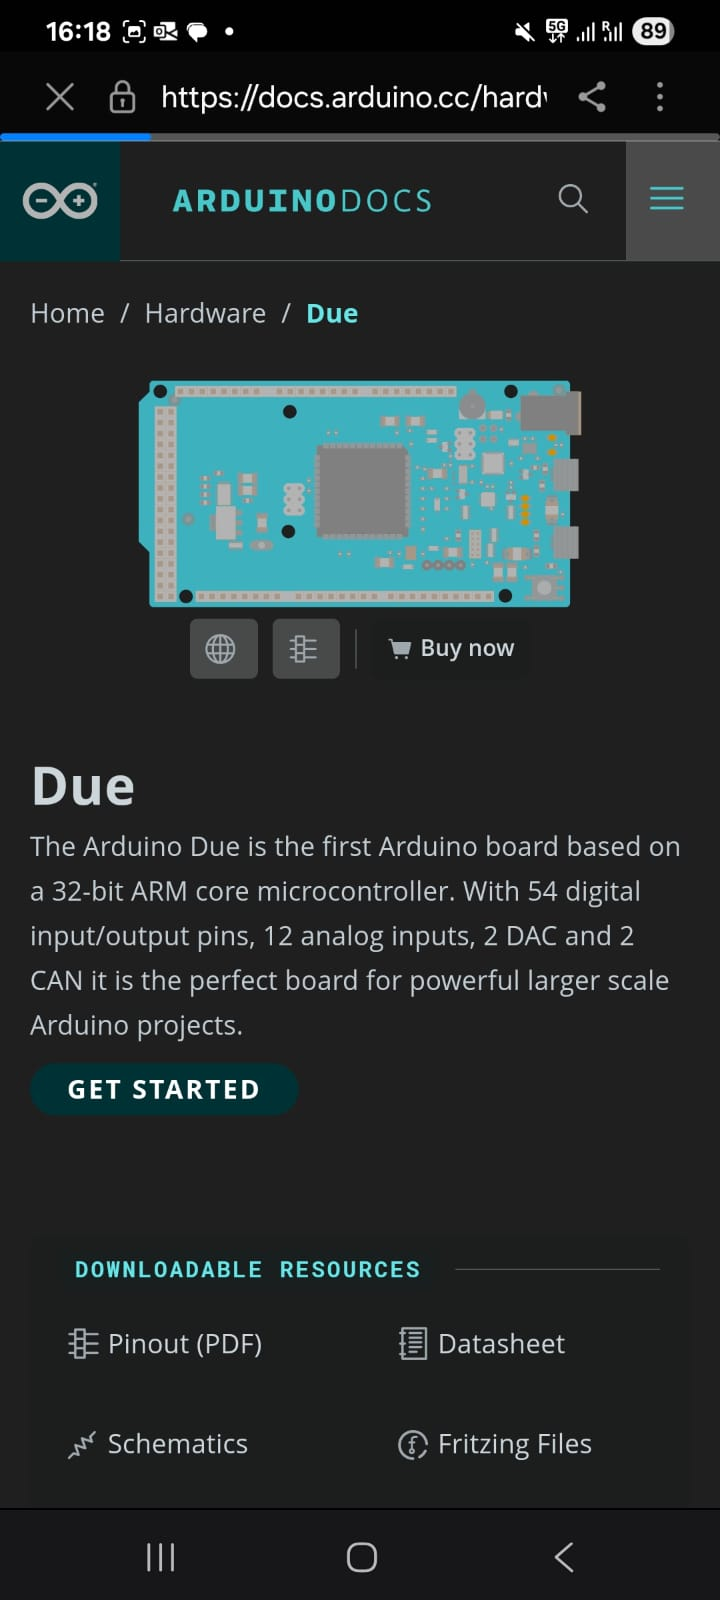 16:18
5G
R
89
https://docs.arduino.cc/hard
ARDUINODOCS
Home / Hardware / Due
Buy now
Due
The Arduino Due is the first Arduino board based on
a 32-bit ARM core microcontroller. With 54 digital
input/output pins, 12 analog inputs, 2 DAC and 2
CAN it is the perfect board for powerful larger scale
Arduino projects.
GET STARTED
DOWNLOADABLE RESOURCES
Pinout (PDF)
Datasheet
Schematics
Fritzing Files